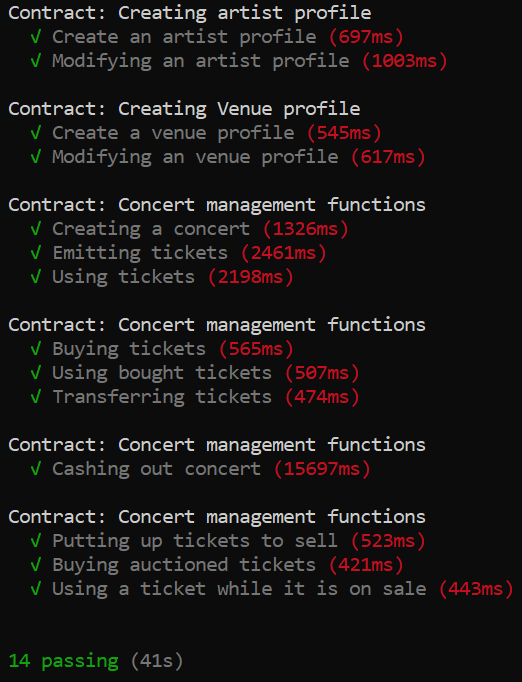 Contract: Creating artist profile
√ Create an artist profile (697ms)
√ Modifying an artist profile (1003ms)
Contract: Creating Venue profile
√ Create a venue profile (545ms)
√ Modifying an venue profile (617ms)
Contract: Concert management functions
√ Creating a concert (1326ms)
√ Emitting tickets (2461ms)
√ Using tickets (2198ms)
Contract: Concert management functions
√ Buying tickets (565ms)
√ Using bought tickets (507ms)
√ Transferring tickets (474ms)
Contract: Concert management functions
√ Cashing out concert (15697ms)
Contract: Concert management functions
√ Putting up tickets to sell (523ms)
√ Buying auctioned tickets (421ms)
√ Using a ticket while it is on sale (443ms)
14 passing (41s)